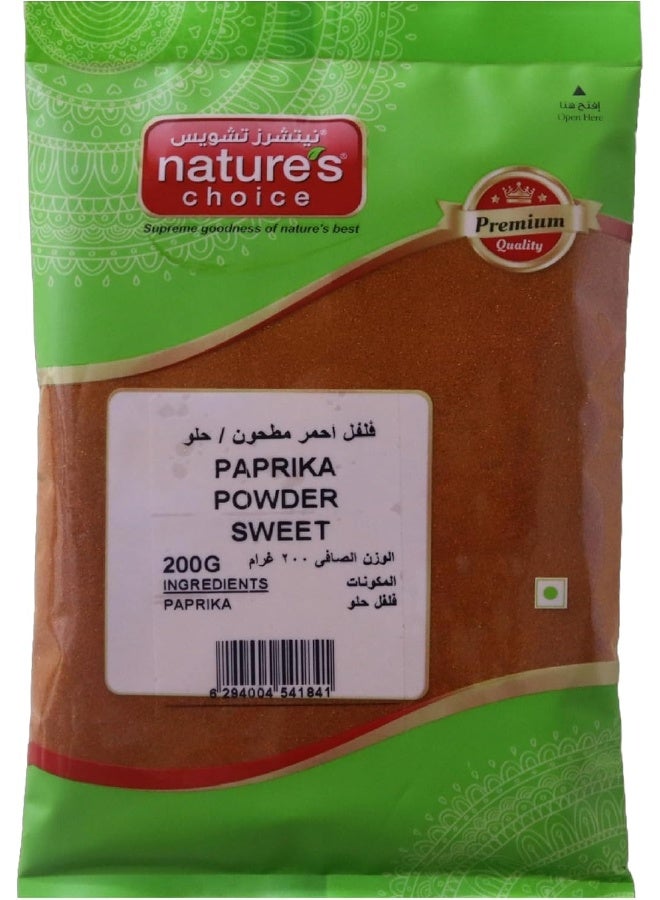 إفتح هنا
Open Here
نيتشرز تشويس®
nature's®
choice
Supreme goodness of nature's best
Premium
Quality
فلفل احمر مطحون / حلو
PAPRIKA
POWDER
SWEET
200G الوزن الصافى ٢٠٠ غرام
INGREDIENTS المكونات
PAPRIKA فلفل حلو
6 294004 541841